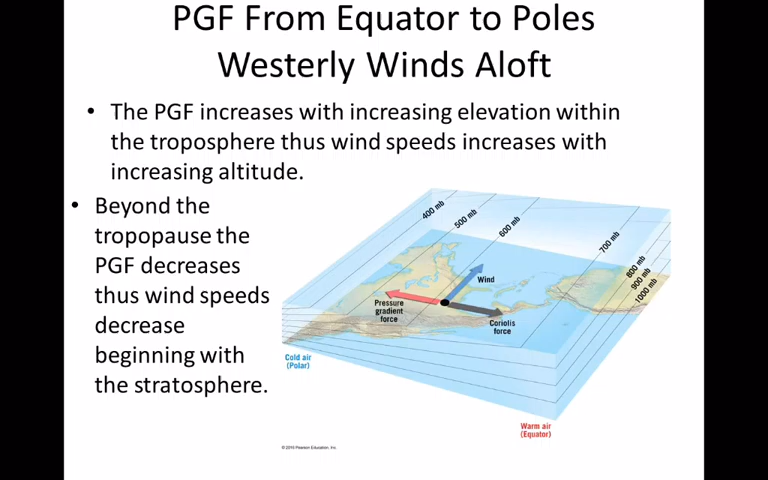 PGF From Equator to Poles
Westerly Winds Aloft
• The PGF increases with increasing elevation within
the troposphere thus wind speeds increases with
increasing altitude.
• Beyond the
tropopause the
PGF decreases
thus wind speeds
decrease
beginning with
the stratosphere.
400 mb
500 mb
600 mb
700 mb
800 mb
900 mb
1000 mb
Wind
Pressure
gradient
force
Coriolis
force
Cold air
(Polar)
Warm air
(Equator)
© 2016 Pearson Education, Inc.